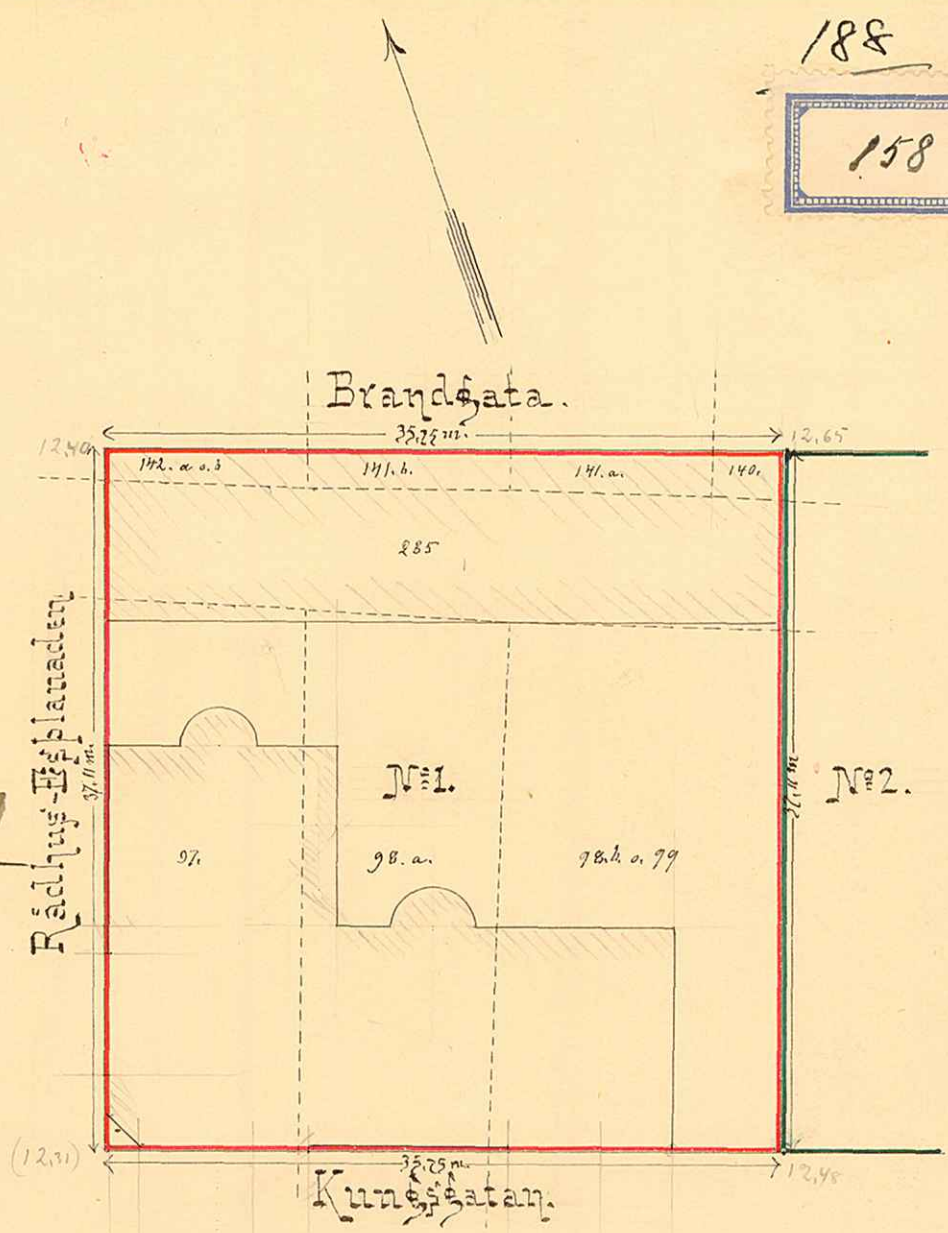 188
158
Brandgata.
35,75 m.
12,40
12,65
142. a. o. b
141. b.
141. a.
140.
235
Rådhus-Esplanaden
37,11 m.
No 1.
37,11 m
No 2.
97.
98. a.
98. b. o. 99
(12,31)
35,75 m.
12,48
Kungsgatan.